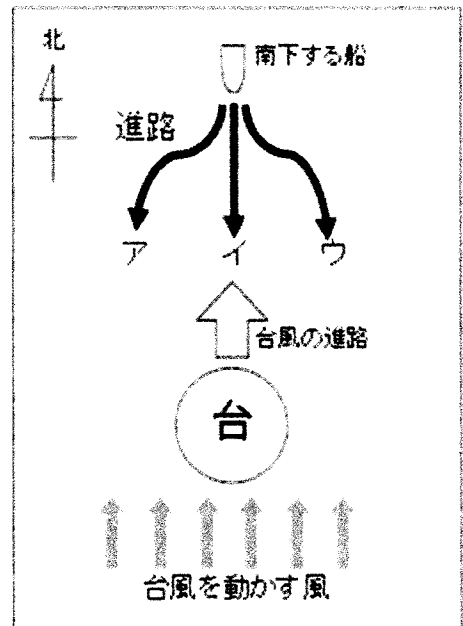 北
南下する船
進路
ア イ ウ
台風の進路
台
台風を動かす風